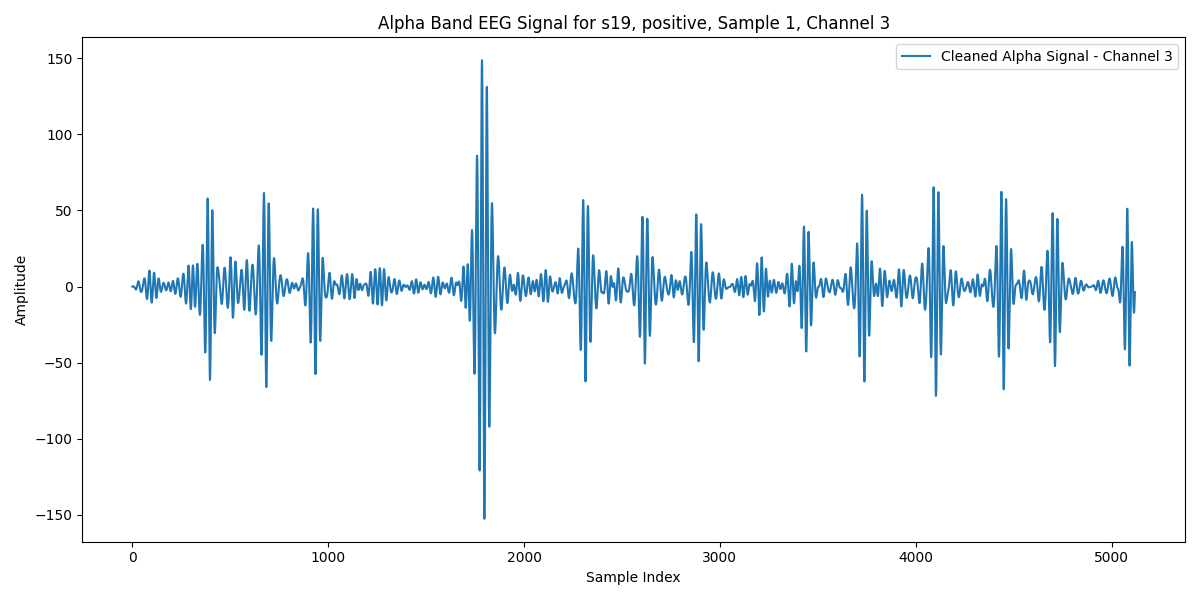 Alpha Band EEG Signal for s19, positive, Sample 1, Channel 3
Cleaned Alpha Signal - Channel 3
150
100
50
0
−50
−100
−150
Amplitude
0 1000 2000 3000 4000 5000
Sample Index